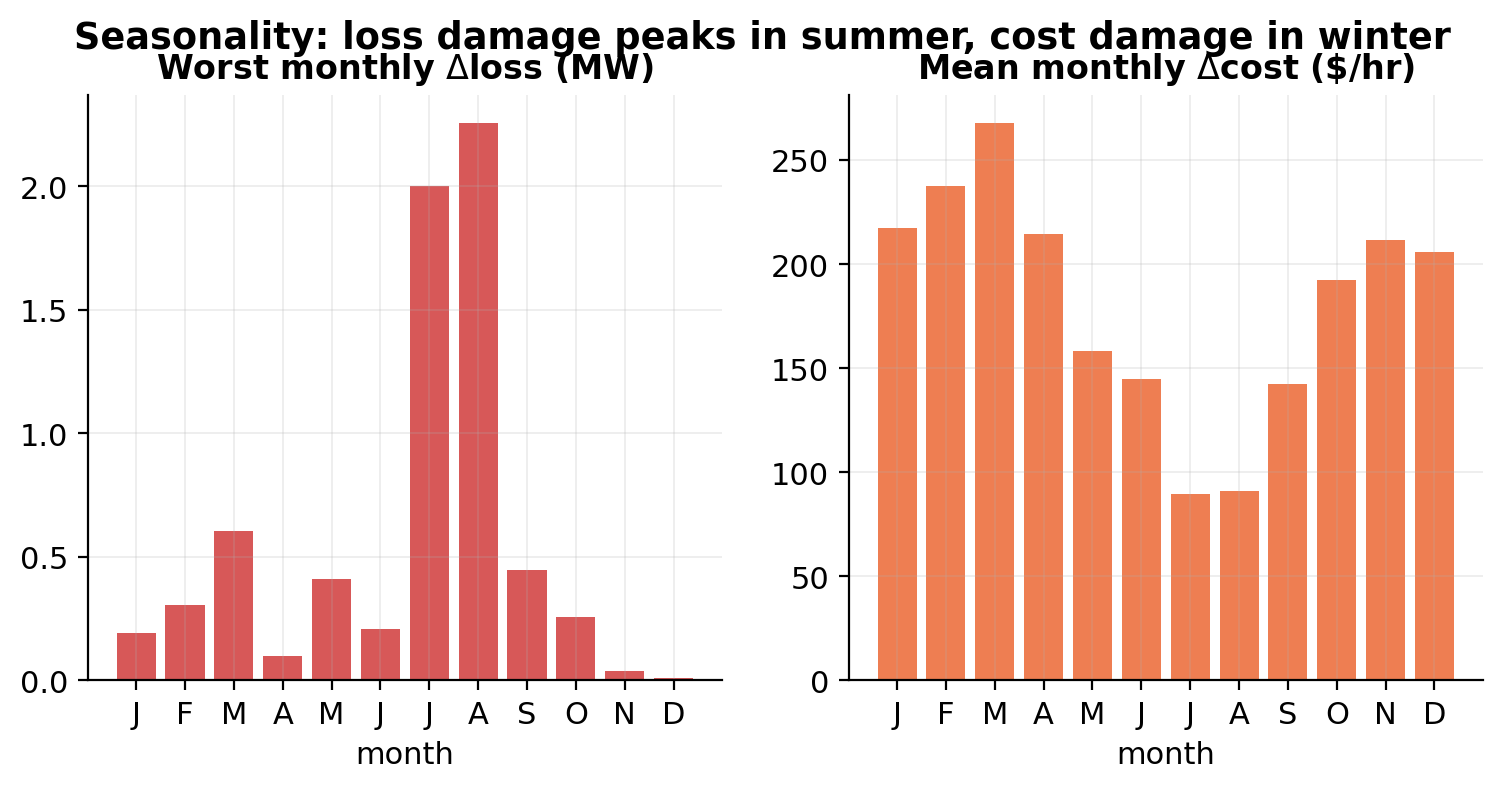 Seasonality: loss damage peaks in summer, cost damage in winter
Worst monthly Δloss (MW)
2.0
1.5
1.0
0.5
0.0
J F M A M J J A S O N D
month
Mean monthly Δcost ($/hr)
250
200
150
100
50
0
J F M A M J J A S O N D
month